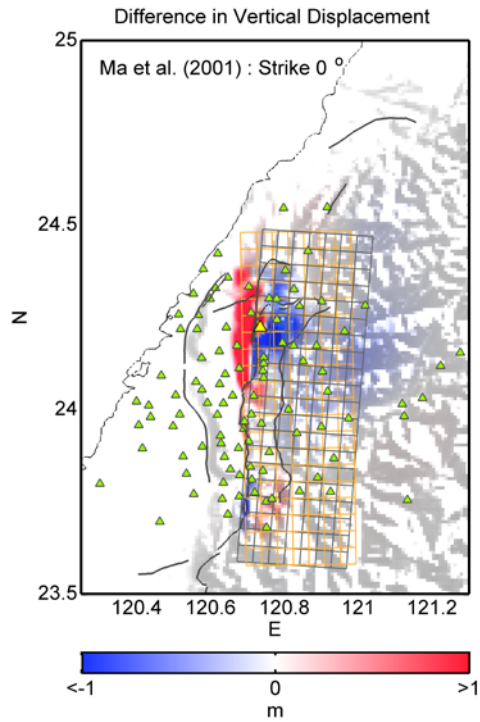 Difference in Vertical Displacement
25
Ma et al. (2001) : Strike 0 °
24.5
N
24
23.5
120.4 120.6 120.8 121 121.2
E
<-1 0 >1
m